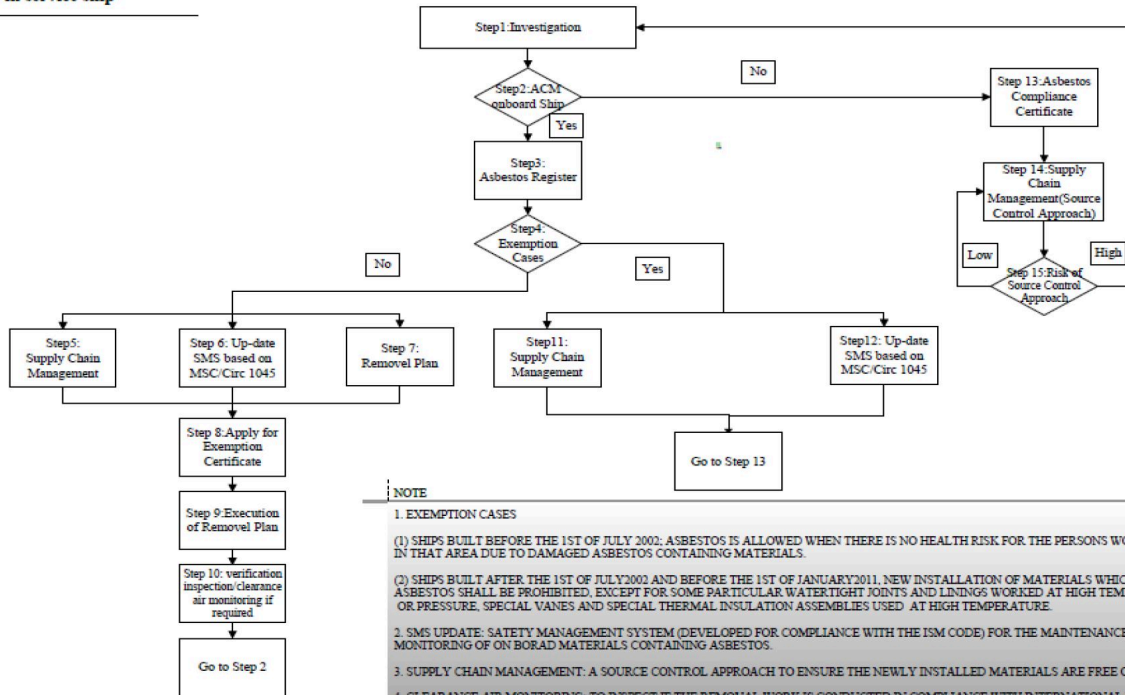 in-service ship
Step1:Investigation
No
Step2:ACM
onboard Ship
Step 13:Asbestos
Compliance
Certificate
Yes
Step3:
Asbestos Register
Step 14:Supply
Chain
Management(Source
Control Approach)
Step4:
Exemption
Cases
No
Yes
Low
High
Step 15:Risk of
Source Control
Approach
Step5:
Supply Chain
Management
Step 6: Up-date
SMS based on
MSC/Circ 1045
Step 7:
Removel Plan
Step11:
Supply Chain
Management
Step12: Up-date
SMS based on
MSC/Circ 1045
Step 8:Apply for
Exemption
Certificate
Go to Step 13
Step 9:Execution
of Removel Plan
Step 10: verification
inspection/clearance
air monitoring if
required
Go to Step 2
NOTE
1. EXEMPTION CASES
(1) SHIPS BUILT BEFORE THE 1ST OF JULY 2002; ASBESTOS IS ALLOWED WHEN THERE IS NO HEALTH RISK FOR THE PERSONS
IN THAT AREA DUE TO DAMAGED ASBESTOS CONTAINING MATERIALS.
(2) SHIPS BUILT AFTER THE 1ST OF JULY2002 AND BEFORE THE 1ST OF JANUARY2011, NEW INSTALLATION OF MATERIALS
ASBESTOS SHALL BE PROHIBITED, EXCEPT FOR SOME PARTICULAR WATERTIGHT JOINTS AND LININGS WORKED AT HIGH
OR PRESSURE, SPECIAL VANES AND SPECIAL THERMAL INSULATION ASSEMBLIES USED AT HIGH TEMPERATURE.
2. SMS UPDATE: SATETY MANAGEMENT SYSTEM (DEVELOPED FOR COMPLIANCE WITH THE ISM CODE) FOR THE MAINTENANCE
MONITORING OF ON BORAD MATERIALS CONTAINING ASBESTOS.
3. SUPPLY CHAIN MANAGEMENT: A SOURCE CONTROL APPROACH TO ENSURE THE NEWLY INSTALLED MATERIALS ARE FREE